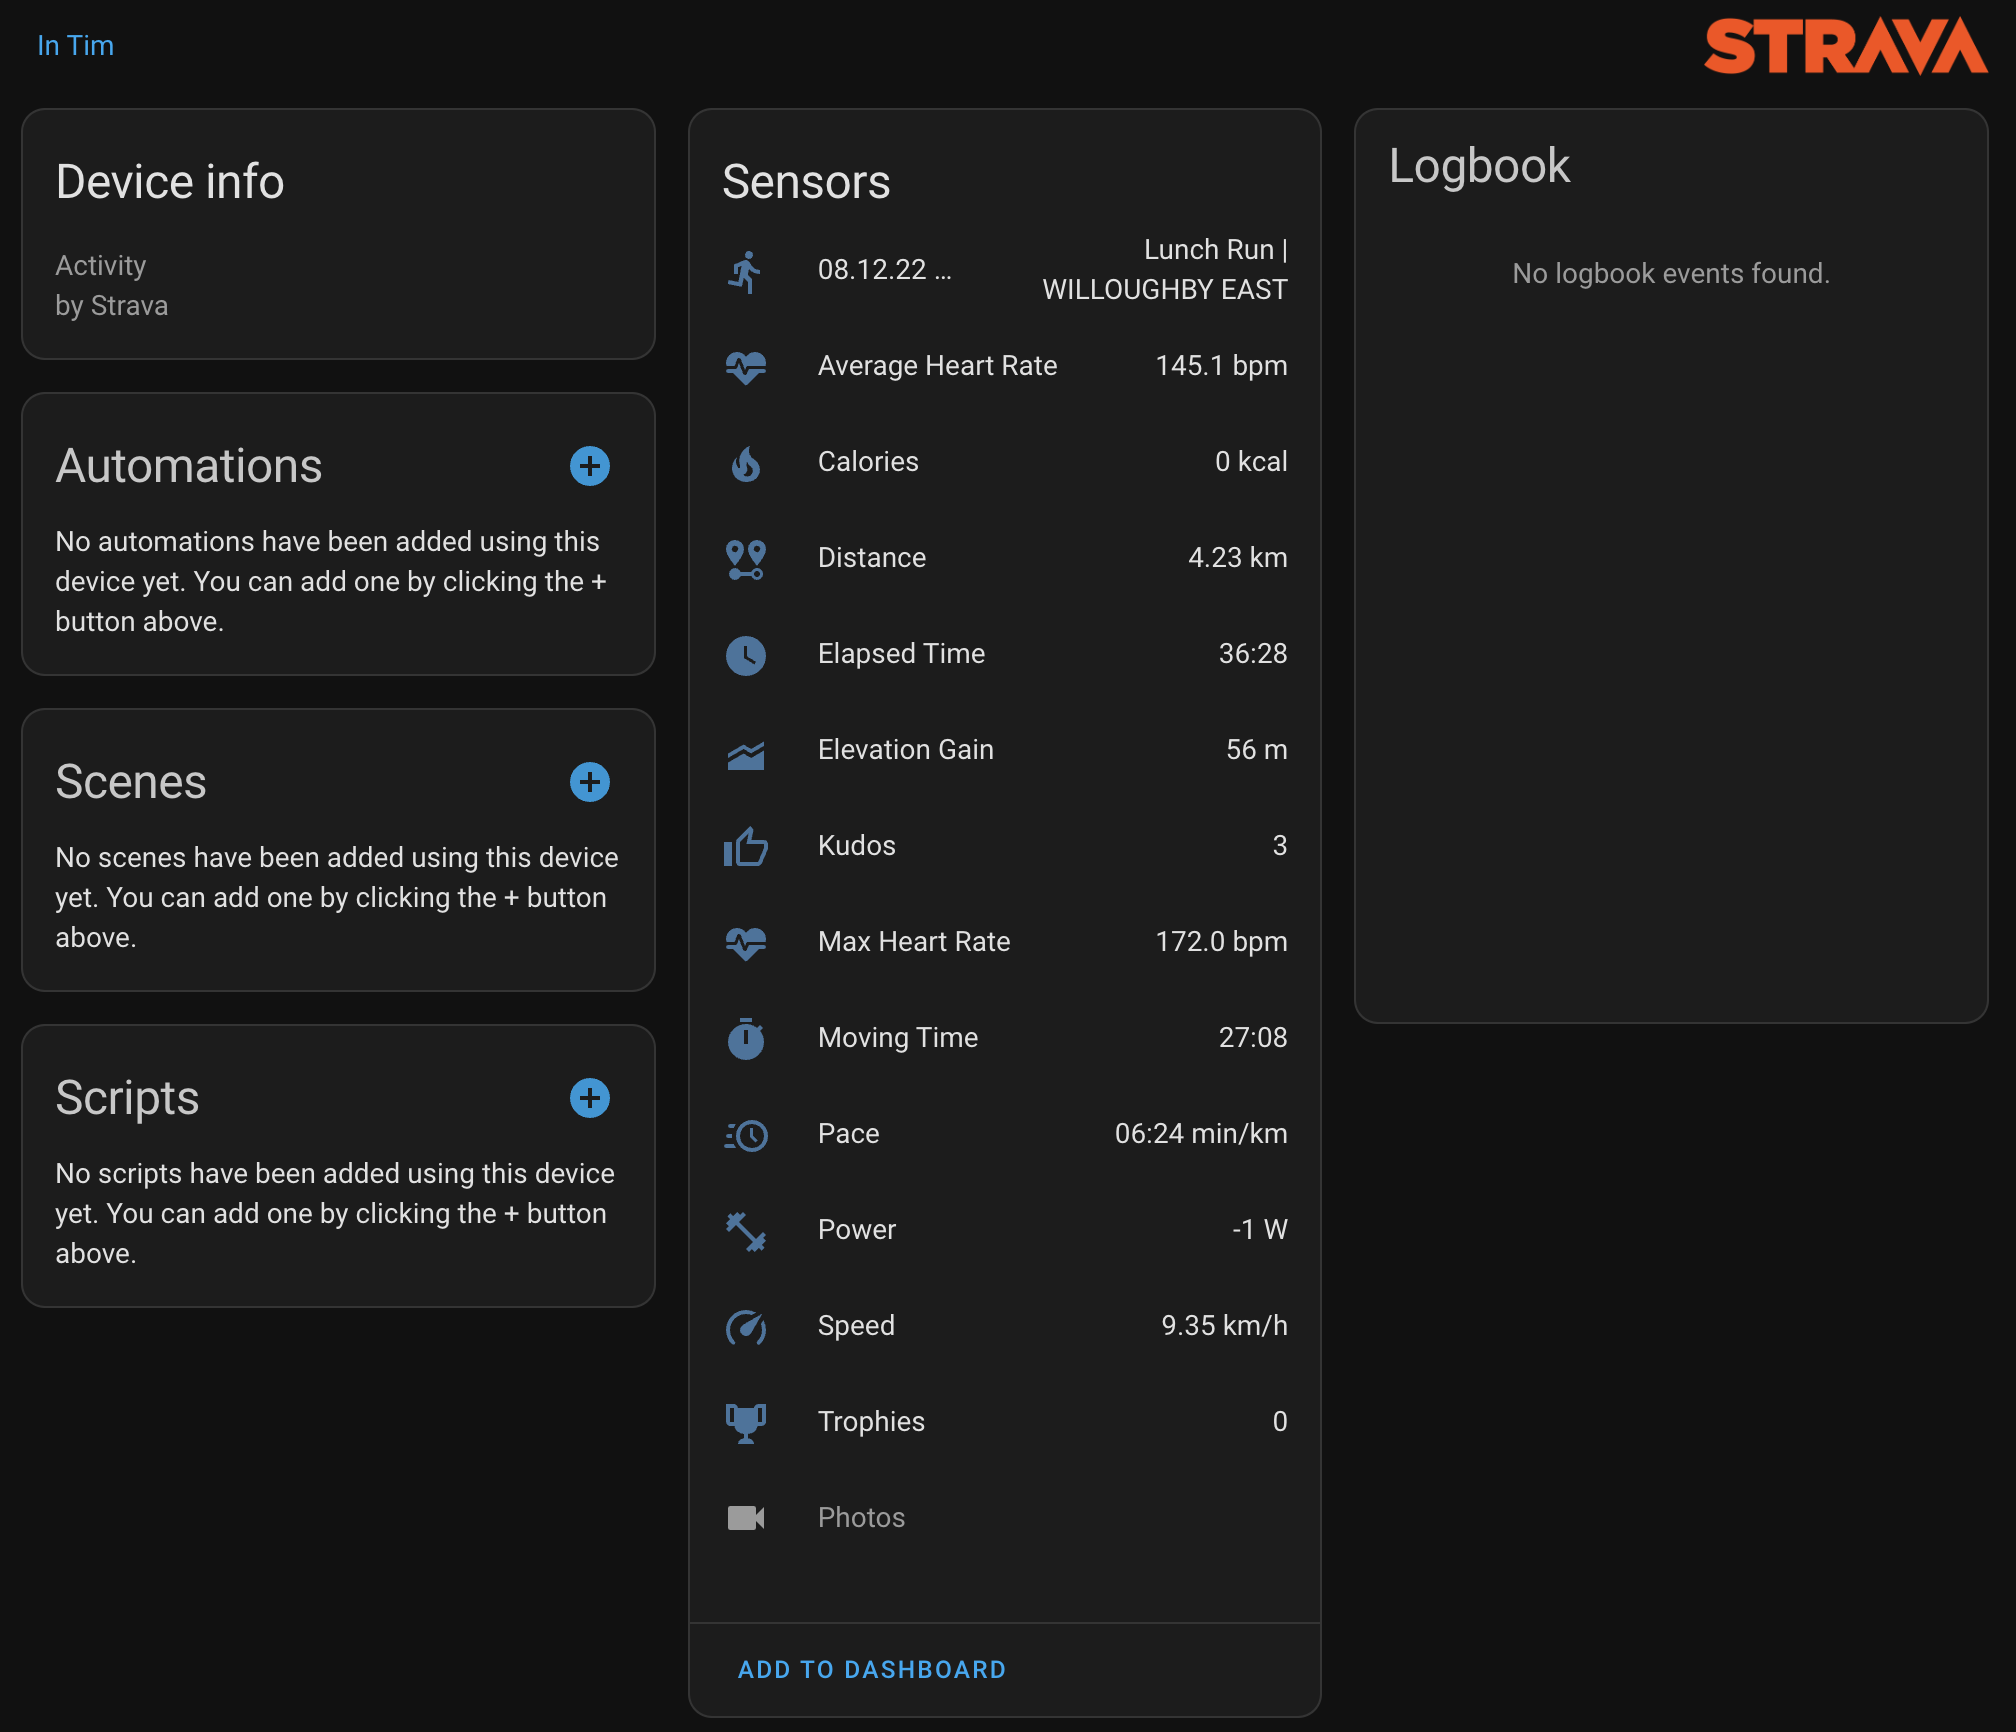 In Tim
STRAVA
Device info
Activity
by Strava
Automations
No automations have been added using this
device yet. You can add one by clicking the +
button above.
Scenes
No scenes have been added using this device
yet. You can add one by clicking the + button
above.
Scripts
No scripts have been added using this device
yet. You can add one by clicking the + button
above.
Sensors
08.12.22 ...
Lunch Run |
WILLOUGHBY EAST
Average Heart Rate 145.1 bpm
Calories 0 kcal
Distance 4.23 km
Elapsed Time 36:28
Elevation Gain 56 m
Kudos 3
Max Heart Rate 172.0 bpm
Moving Time 27:08
Pace 06:24 min/km
Power -1 W
Speed 9.35 km/h
Trophies 0
Photos
ADD TO DASHBOARD
Logbook
No logbook events found.